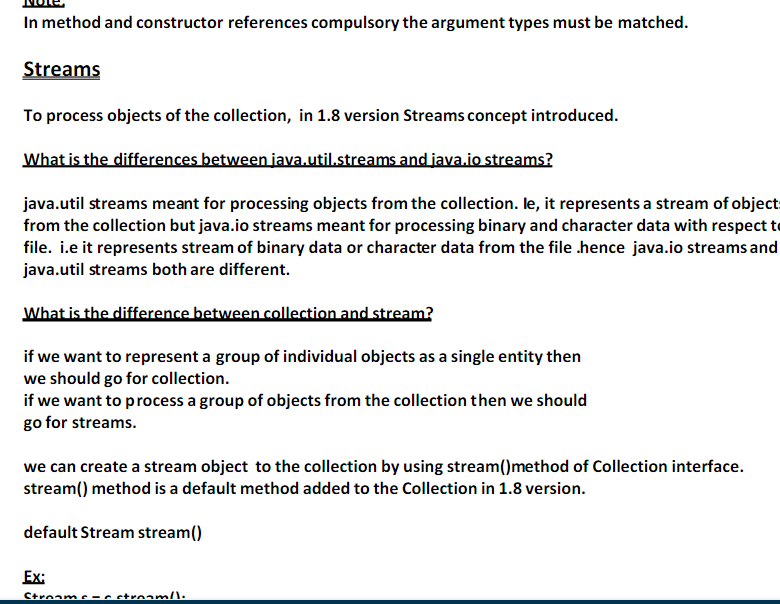 Note:
In method and constructor references compulsory the argument types must be matched.
Streams
To process objects of the collection, in 1.8 version Streams concept introduced.
What is the differences between java.util.streams and java.io streams?
java.util streams meant for processing objects from the collection. Ie, it represents a stream of object
from the collection but java.io streams meant for processing binary and character data with respect
file. i.e it represents stream of binary data or character data from the file .hence java.io streams and
java.util streams both are different.
What is the difference between collection and stream?
if we want to represent a group of individual objects as a single entity then
we should go for collection.
if we want to process a group of objects from the collection then we should
go for streams.
we can create a stream object to the collection by using stream()method of Collection interface.
stream() method is a default method added to the Collection in 1.8 version.
default Stream stream()
Ex:
Stream s = c.stream();